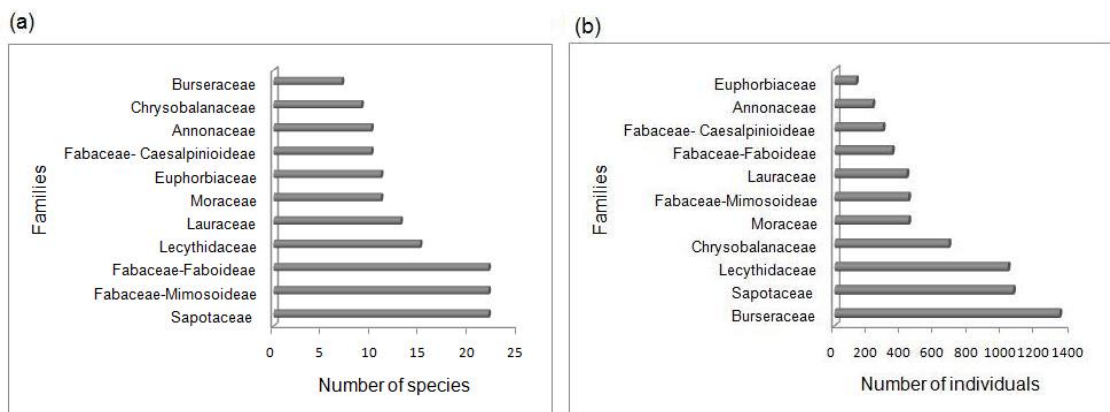 (a)
Families
Burseraceae
Chrysobalanaceae
Annonaceae
Fabaceae- Caesalpinioideae
Euphorbiaceae
Moraceae
Lauraceae
Lecythidaceae
Fabaceae-Faboideae
Fabaceae-Mimosoideae
Sapotaceae
0 5 10 15 20 25
Number of species
(b)
Families
Euphorbiaceae
Annonaceae
Fabaceae- Caesalpinioideae
Fabaceae-Faboideae
Lauraceae
Fabaceae-Mimosoideae
Moraceae
Chrysobalanaceae
Lecythidaceae
Sapotaceae
Burseraceae
0 200 400 600 800 1000 1200 1400
Number of individuals